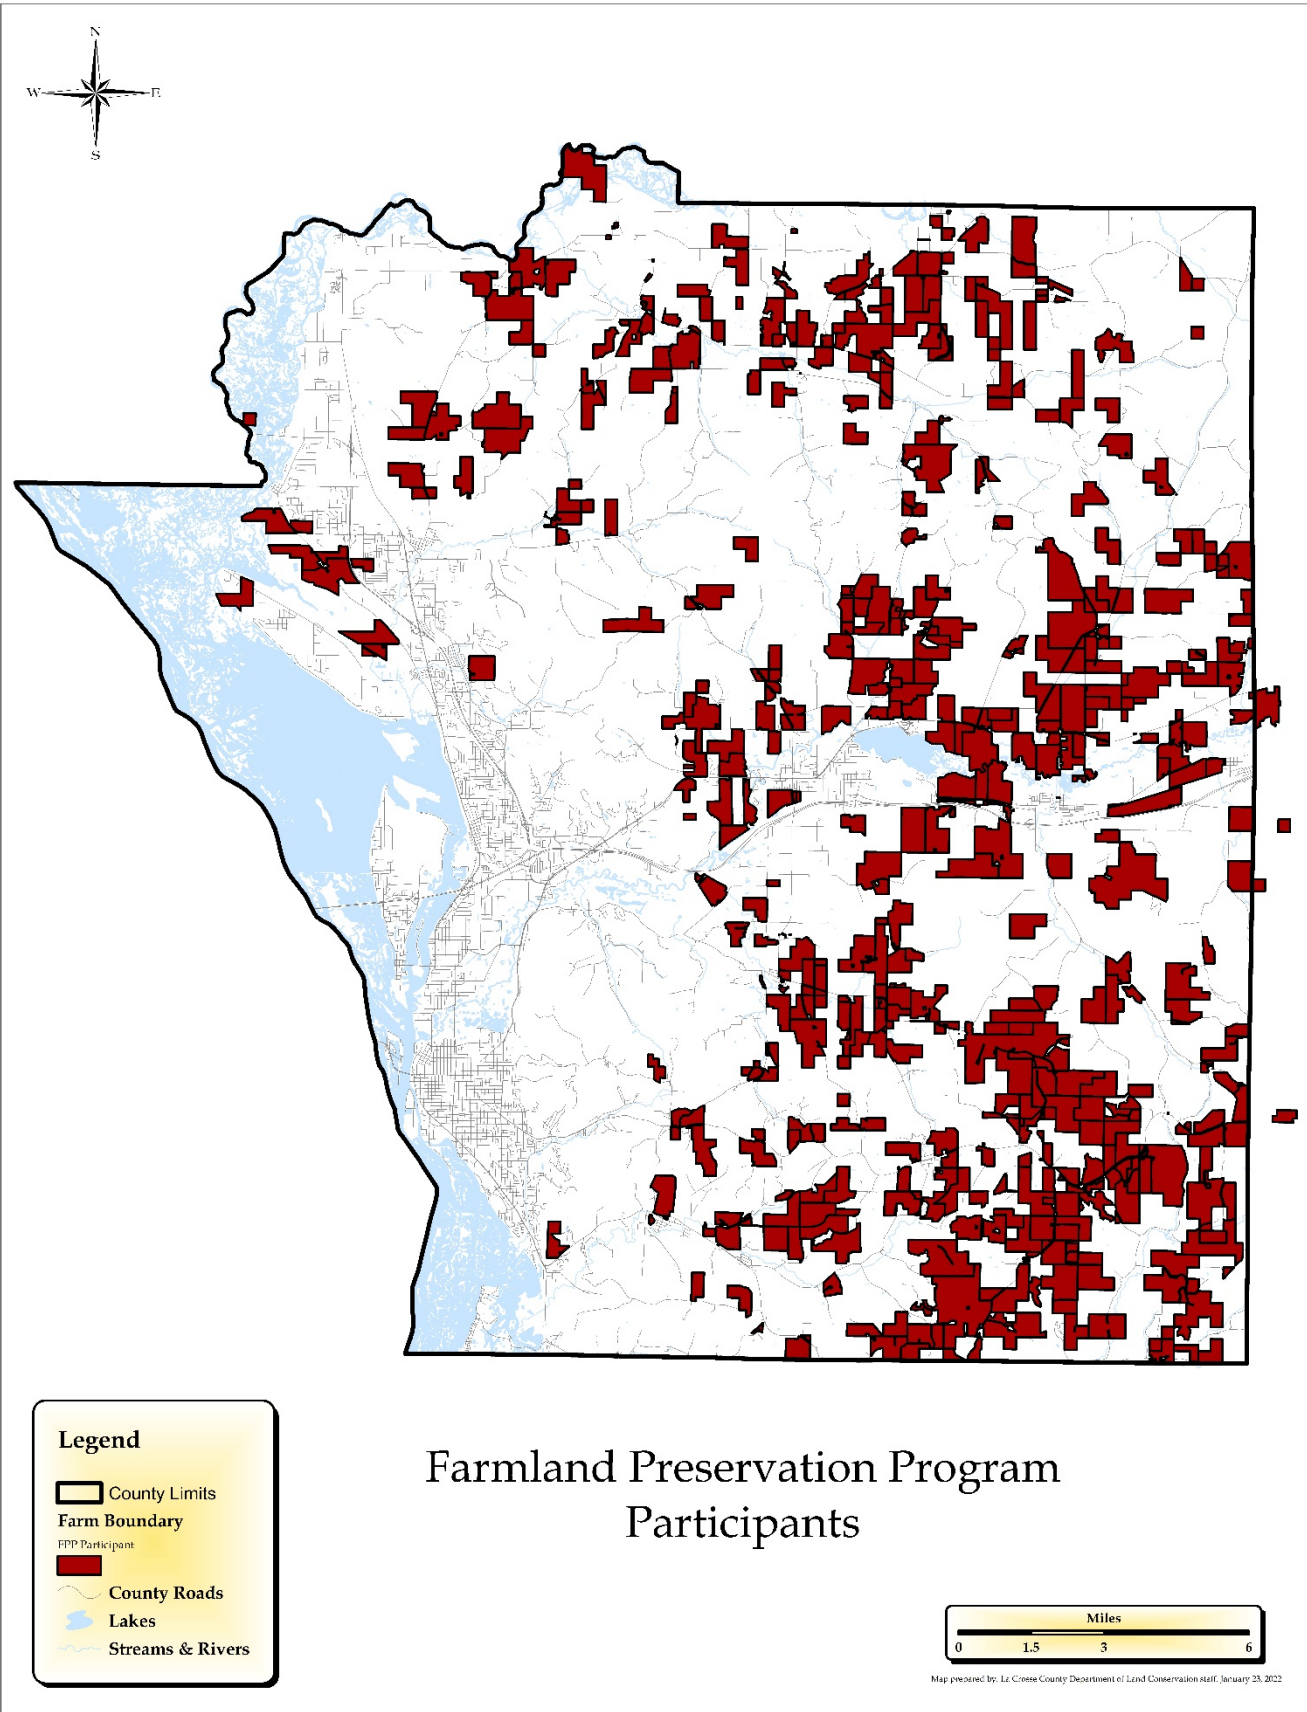 N
W E
S
Legend
County Limits
Farm Boundary
FPP Participant
County Roads
Lakes
Streams & Rivers
Farmland Preservation Program
Participants
Miles
0 1.5 3 6
Map prepared by: La Crosse County Department of Land Conservation staff. January 23, 2022